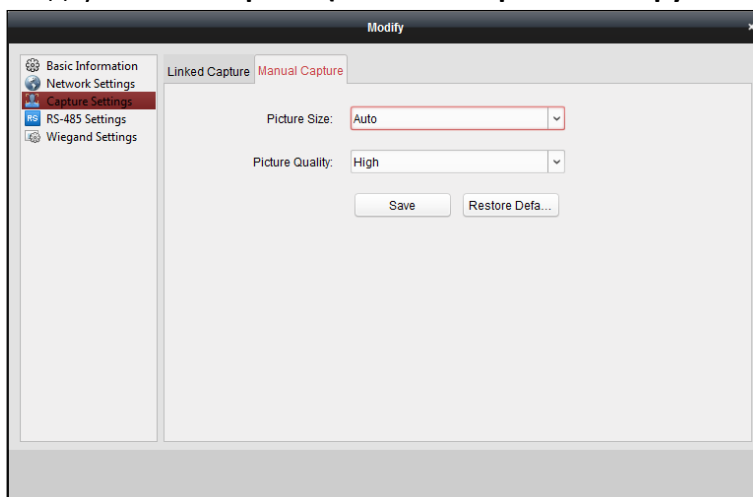 Modify
Basic Information
Network Settings
Capture Settings
RS-485 Settings
Wiegand Settings
Linked Capture Manual Capture
Picture Size: Auto
Picture Quality: High
Save Restore Defa...